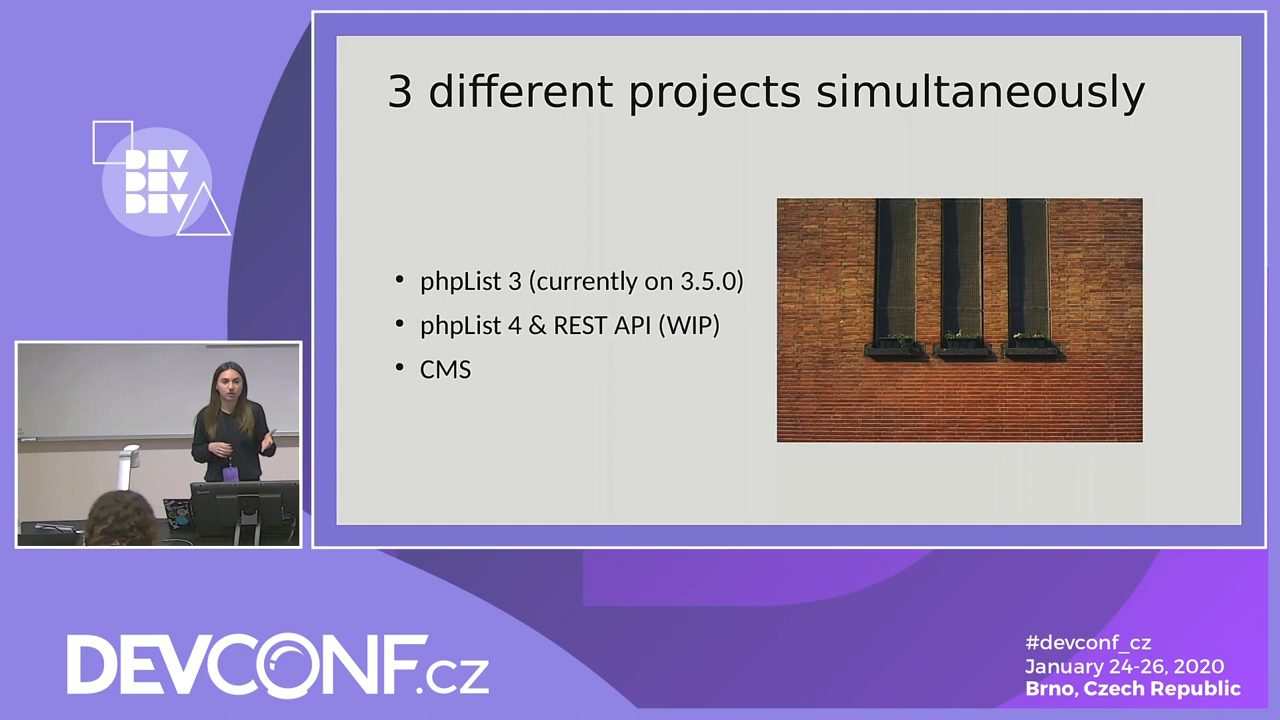 3 different projects simultaneously
DEV
DEV
DEV
• phpList 3 (currently on 3.5.0)
• phpList 4 & REST API (WIP)
• CMS
DEVCONF.cz
#devconf_cz
January 24-26, 2020
Brno, Czech Republic